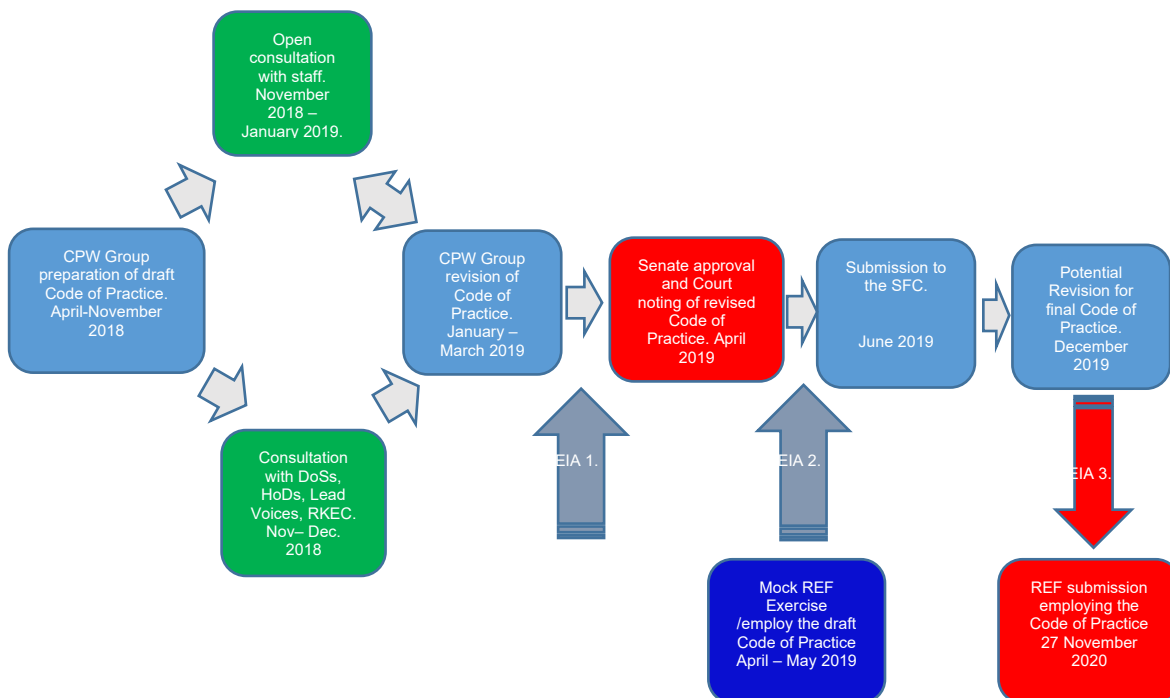 Open
consultation
with staff.
November
2018 –
January 2019.
CPW Group
preparation of draft
Code of Practice.
April-November
2018
CPW Group
revision of
Code of
Practice.
January –
March 2019
Senate approval
and Court
noting of revised
Code of
Practice. April
2019
Submission to
the SFC.
June 2019
Potential
Revision for
final Code of
Practice.
December
2019
Consultation
with DoSs,
HoDs, Lead
Voices, RKEC.
Nov– Dec.
2018
EIA 1.
EIA 2.
EIA 3.
Mock REF
Exercise
/employ the draft
Code of Practice
April – May 2019
REF submission
employing the
Code of Practice
27 November
2020